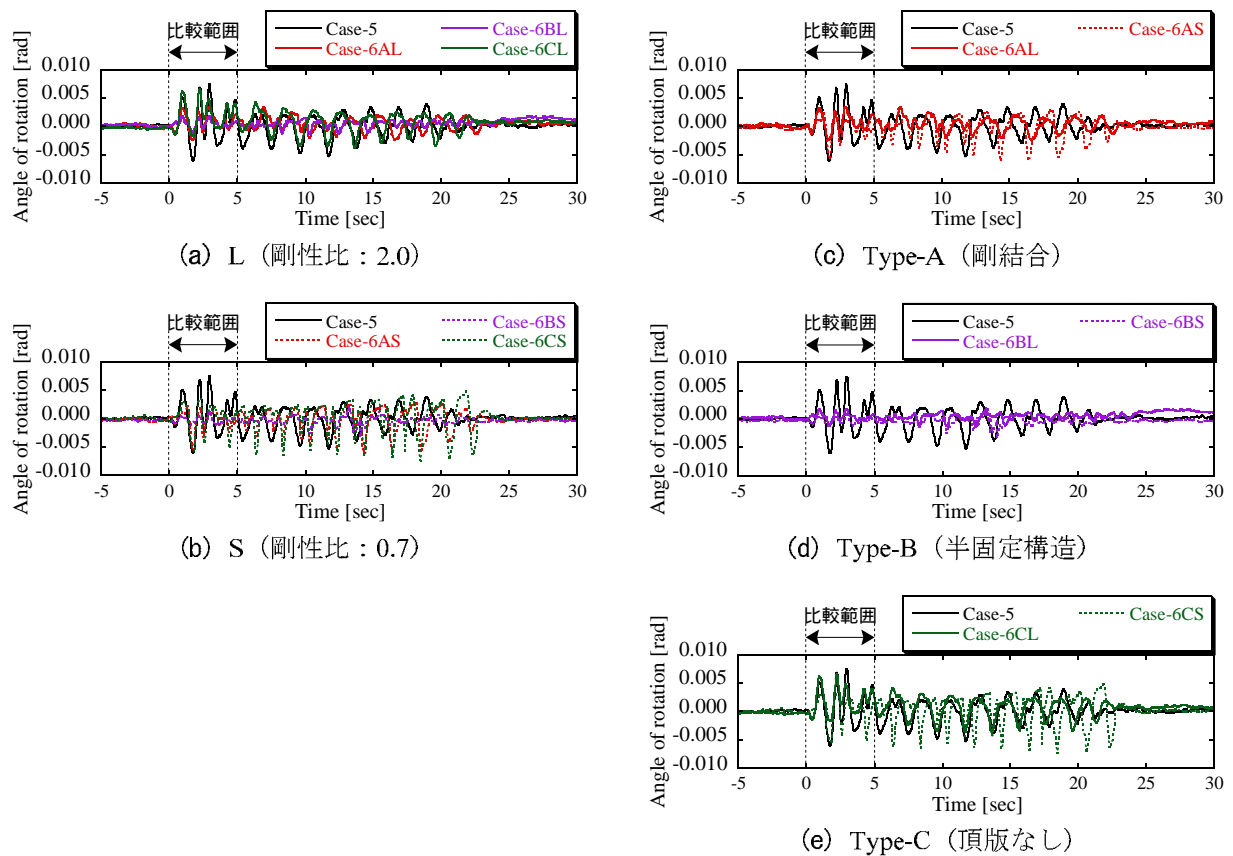 比較範囲
Case-5
Case-6BL
Case-6AL
Case-6CL
Angle of rotation [rad]
0.010
0.005
0.000
-0.005
-0.010
-5 0 5 10 15 20 25 30
Time [sec]
(a) L (剛性比:2.0)
比較範囲
Case-5
Case-6BS
Case-6AS
Case-6CS
Angle of rotation [rad]
0.010
0.005
0.000
-0.005
-0.010
-5 0 5 10 15 20 25 30
Time [sec]
(b) S (剛性比:0.7)
比較範囲
Case-5
Case-6AS
Case-6AL
Angle of rotation [rad]
0.010
0.005
0.000
-0.005
-0.010
-5 0 5 10 15 20 25 30
Time [sec]
(c) Type-A (剛結合)
比較範囲
Case-5
Case-6BS
Case-6BL
Angle of rotation [rad]
0.010
0.005
0.000
-0.005
-0.010
-5 0 5 10 15 20 25 30
Time [sec]
(d) Type-B (半固定構造)
比較範囲
Case-5
Case-6CS
Case-6CL
Angle of rotation [rad]
0.010
0.005
0.000
-0.005
-0.010
-5 0 5 10 15 20 25 30
Time [sec]
(e) Type-C (頂版なし)